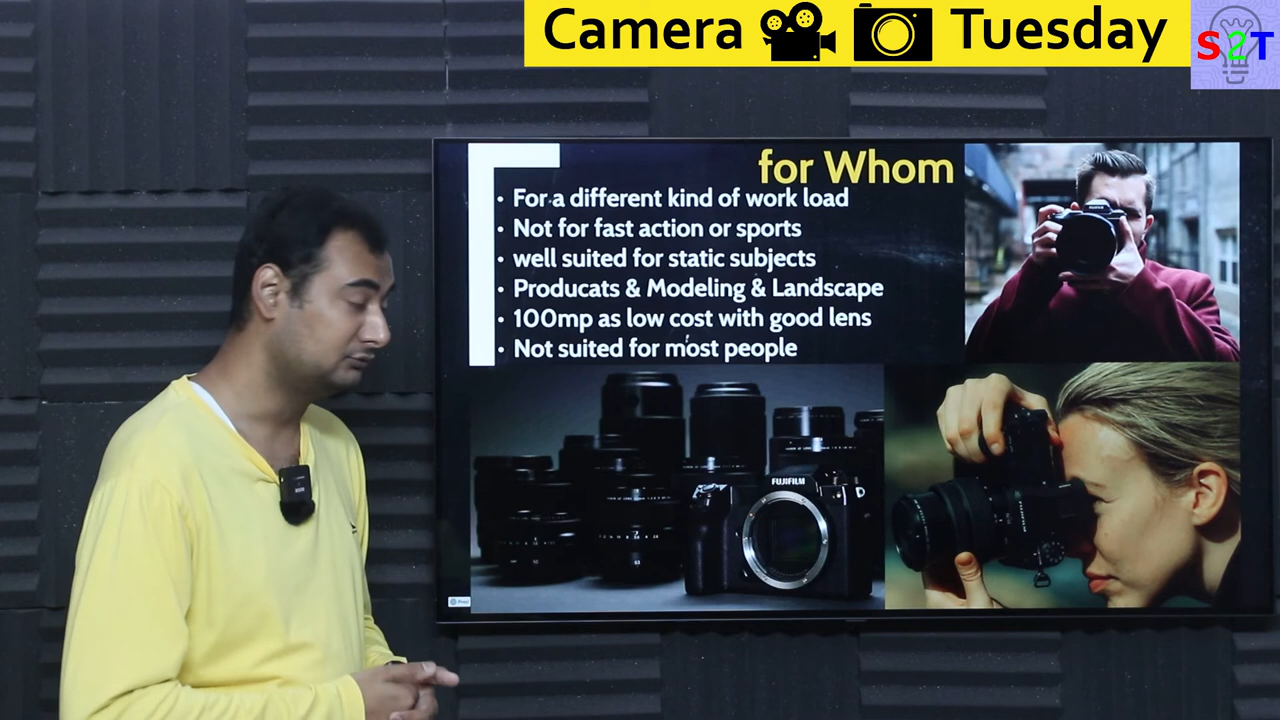 Camera Tuesday
S2T
for Whom
• For a different kind of work load
• Not for fast action or sports
• well suited for static subjects
• Producats & Modeling & Landscape
• 100mp as low cost with good lens
• Not suited for most people
FUJIFILM